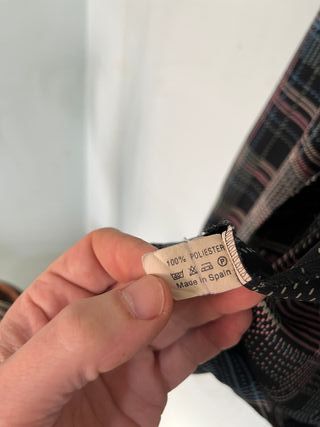 100% POLIESTER
P
Made in Spain